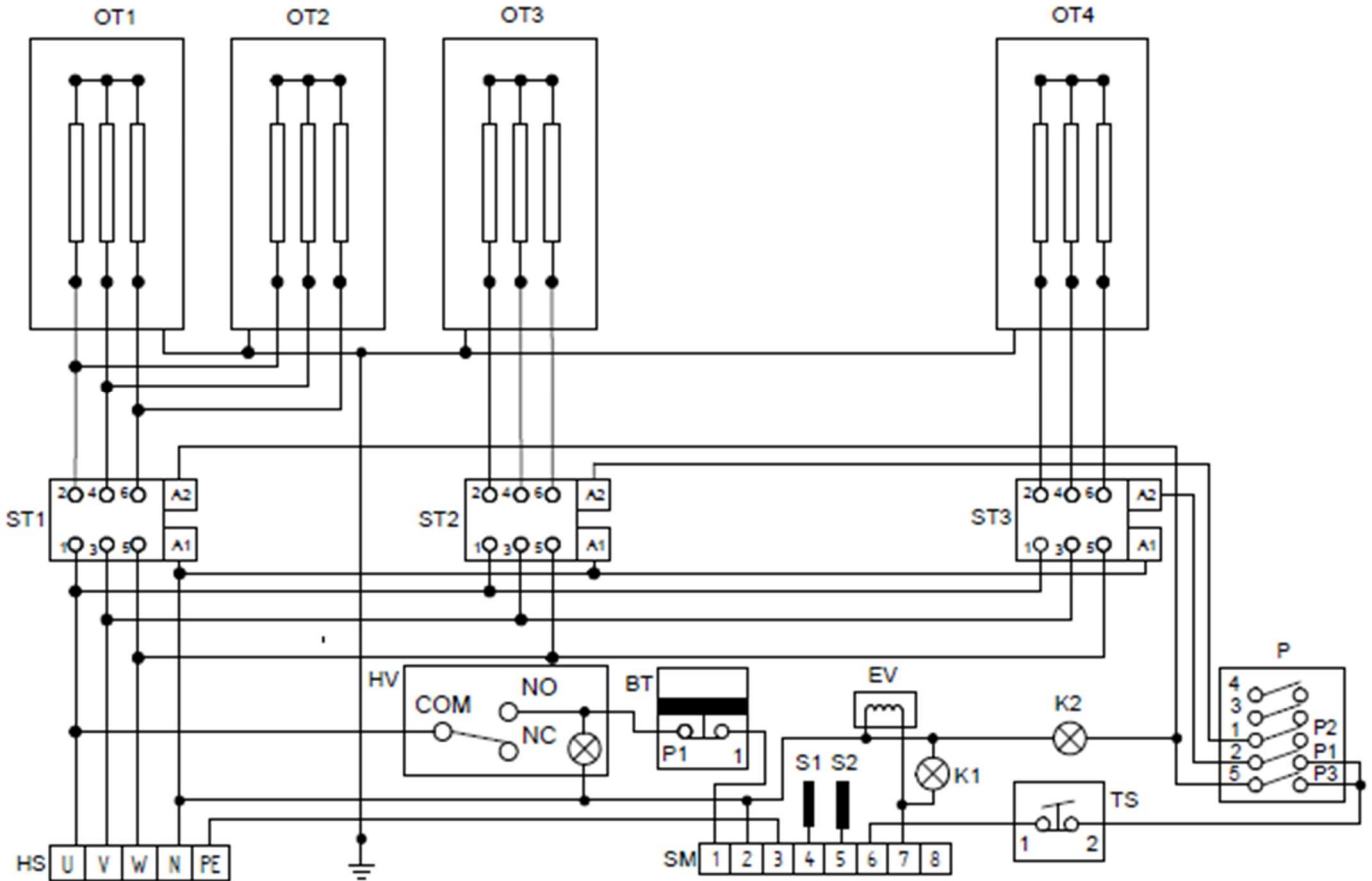 OT1 OT2 OT3 OT4
2 4 6 A2 2 4 6 A2 2 4 6 A2
ST1 ST2 ST3
1 3 5 A1 1 3 5 A1 1 3 5 A1
P
HV NO BT EV 4
COM K2 3
1 P2
NC P1 1 2 P1
S1 S2 K1 5 P3
TS
1 2
HS U V W N PE SM 1 2 3 4 5 6 7 8